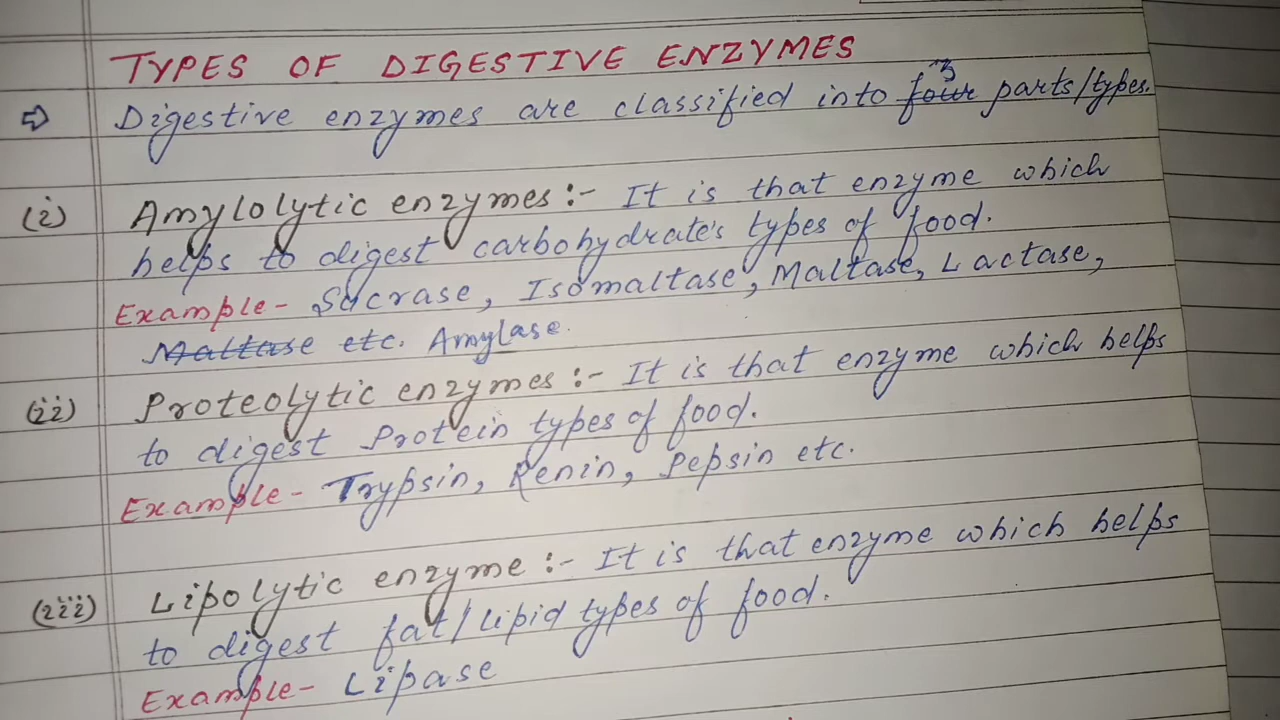 TYPES OF DIGESTIVE ENZYMES
⇒ Digestive enzymes are classified into four 3 parts/types.
(i) Amylolytic enzymes :- It is that enzyme which
helps to digest carbohydrate's types of food.
Example - Sucrase, Isomaltase, Maltase, Lactase,
Maltase etc. Amylase.
(ii) Proteolytic enzymes :- It is that enzyme which helps
to digest Protein types of food.
Example - Trypsin, Renin, Pepsin etc.
(iii) Lipolytic enzyme :- It is that enzyme which helps
to digest fat/lipid types of food.
Example - Lipase